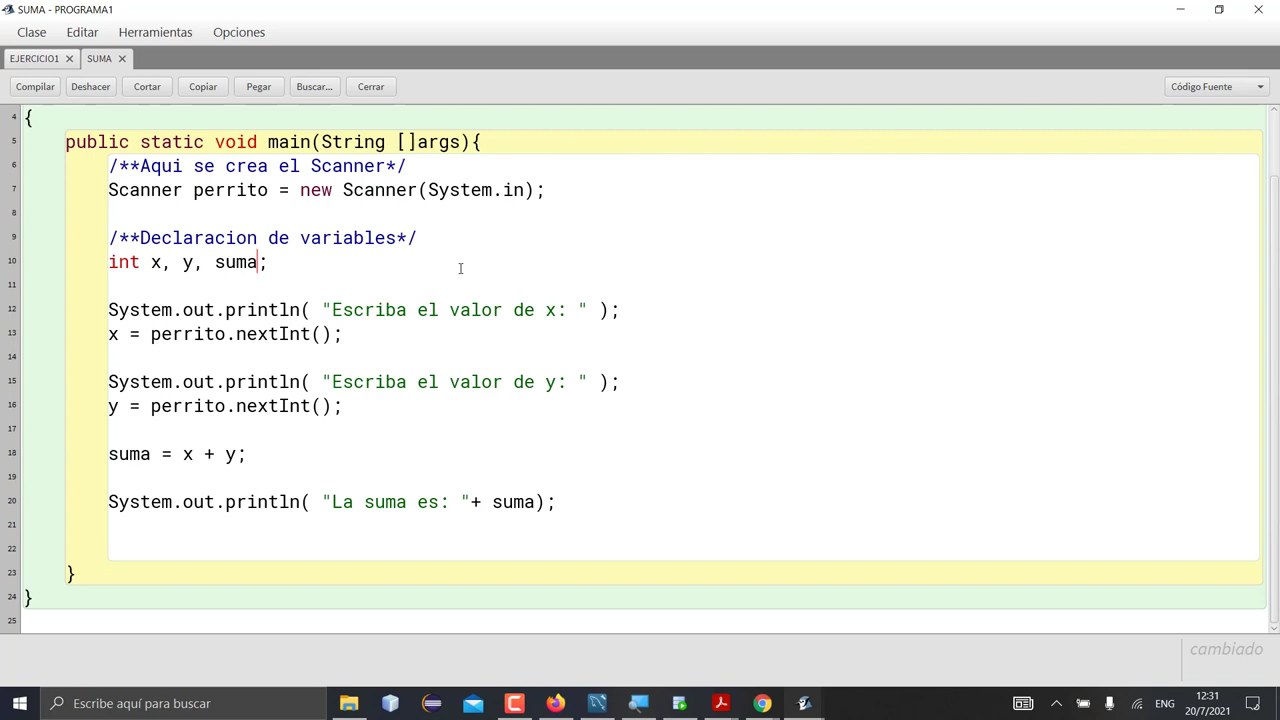 SUMA - PROGRAMA1
Clase Editar Herramientas Opciones
EJERCICIO1 SUMA
Compilar Deshacer Cortar Copiar Pegar Buscar... Cerrar Código Fuente
4 {
5 public static void main(String []args){
6 /**Aqui se crea el Scanner*/
7 Scanner perrito = new Scanner(System.in);
8
9 /**Declaracion de variables*/
10 int x, y, suma;
11
12 System.out.println( "Escriba el valor de x: " );
13 x = perrito.nextInt();
14
15 System.out.println( "Escriba el valor de y: " );
16 y = perrito.nextInt();
17
18 suma = x + y;
19
20 System.out.println( "La suma es: "+ suma);
21
22
23 }
24 }
25
cambiado
Escribe aquí para buscar
ENG
12:31
20/7/2021